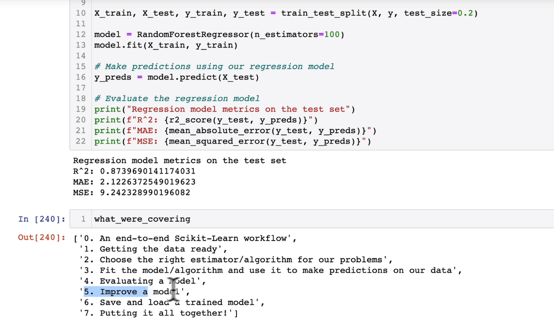 9
10 X_train, X_test, y_train, y_test = train_test_split(X, y, test_size=0.2)
11
12 model = RandomForestRegressor(n_estimators=100)
13 model.fit(X_train, y_train)
14
15 # Make predictions using our regression model
16 y_preds = model.predict(X_test)
17
18 # Evaluate the regression model
19 print("Regression model metrics on the test set")
20 print(f"R^2: {r2_score(y_test, y_preds)}")
21 print(f"MAE: {mean_absolute_error(y_test, y_preds)}")
22 print(f"MSE: {mean_squared_error(y_test, y_preds)}")
Regression model metrics on the test set
R^2: 0.8739690141174031
MAE: 2.1226372549019623
MSE: 9.242328990196082
In [240]: 1 what_were_covering
Out[240]: ['0. An end-to-end Scikit-Learn workflow',
'1. Getting the data ready',
'2. Choose the right estimator/algorithm for our problems',
'3. Fit the model/algorithm and use it to make predictions on our data',
'4. Evaluating a model',
'5. Improve a model',
'6. Save and load a trained model',
'7. Putting it all together!']